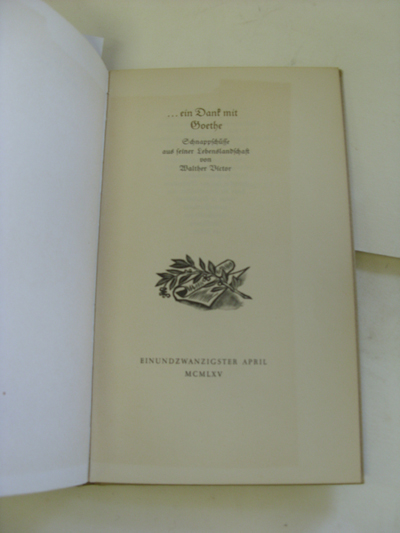 ... ein Dank mit
Goethe
Schnappschüsse
aus seiner Lebenslandschaft
von
Walther Victor
EINUNDZWANZIGSTER APRIL
MCMLXV